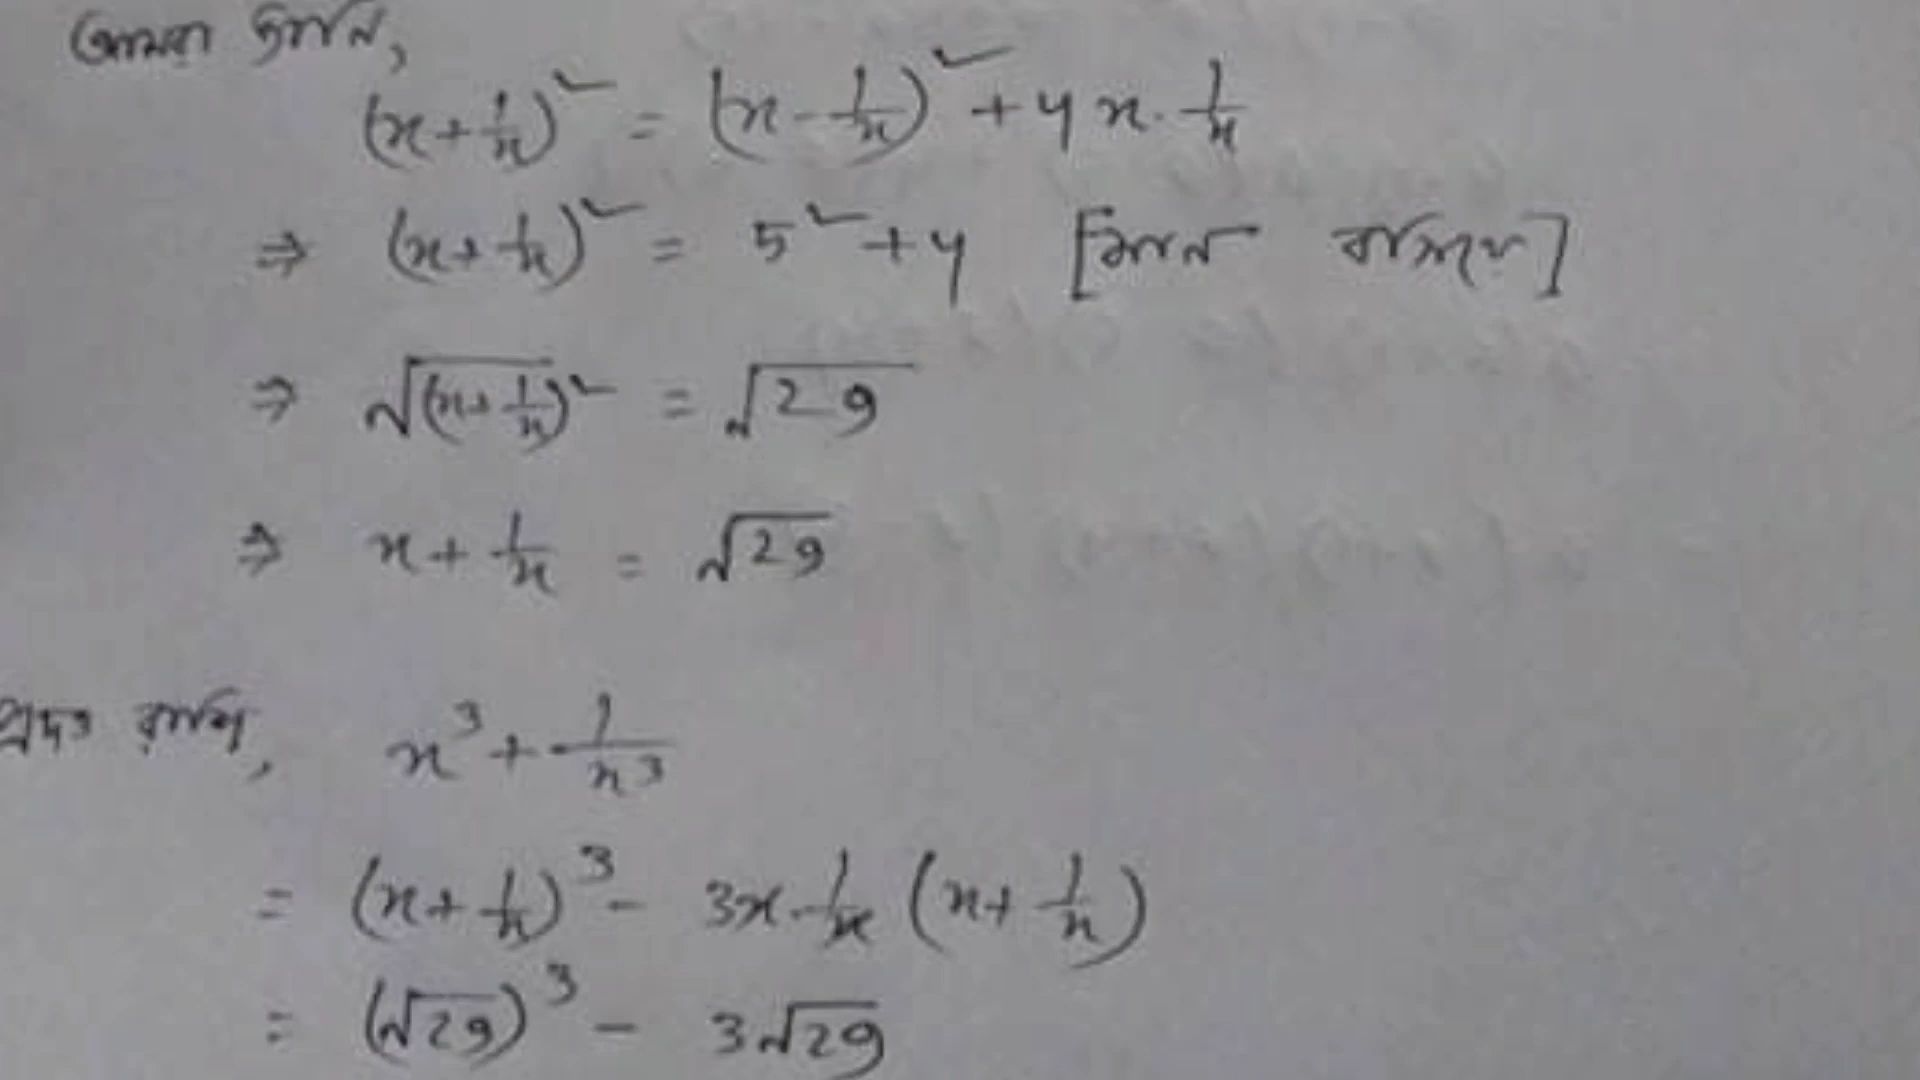 আমরা জানি,
(x+1/x)² = (x-1/x)² + 4x·1/x
⇒ (x+1/x)² = 5² + 4 [মান বসিয়ে]
⇒ √(x+1/x)² = √29
⇒ x + 1/x = √29
প্রদত্ত রাশি, x³ + 1/x³
= (x+1/x)³ - 3x·1/x (x+1/x)
= (√29)³ - 3√29